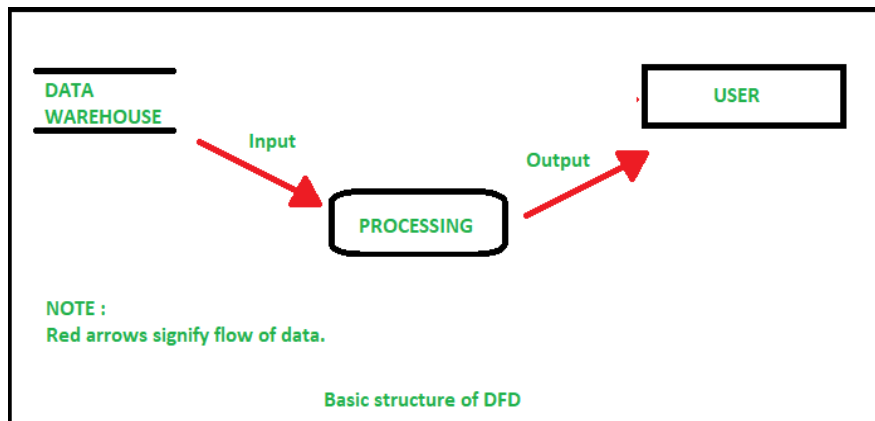 DATA
WAREHOUSE
Input
PROCESSING
Output
USER
NOTE :
Red arrows signify flow of data.
Basic structure of DFD